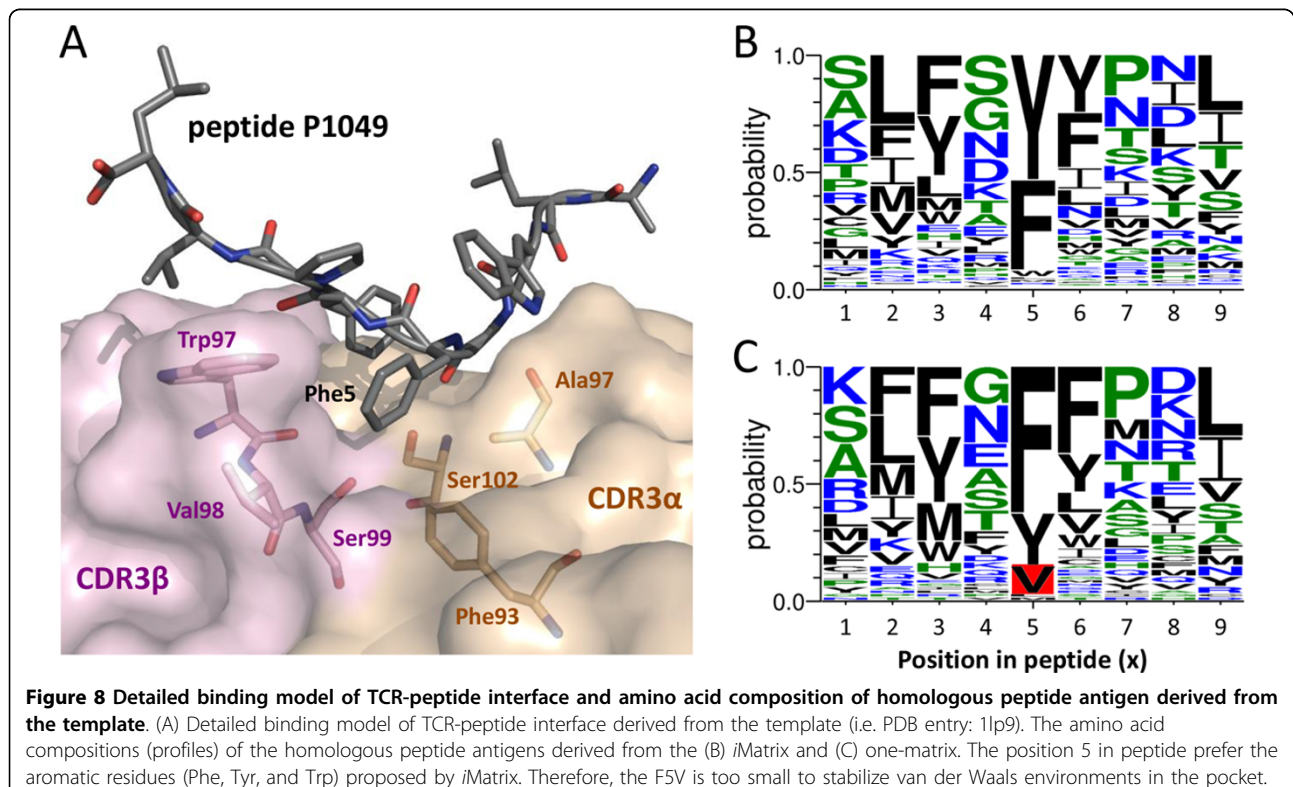 A
peptide P1049
Trp97
Phe5
Ala97
Ser102
Val98
Ser99
CDR3α
CDR3β
Phe93
B
probability
1.0
0.5
0.0
S L F S Y Y P N L
A F Y G F F N I I
K I L N I T D T
D M M D N S L V
T V W K K K S
1 2 3 4 5 6 7 8 9
C
probability
1.0
0.5
0.0
K F F G F F P D L
S L Y N Y Y M K I
A M M E V L N N V
1 2 3 4 5 6 7 8 9
Position in peptide (x)
Figure 8 Detailed binding model of TCR-peptide interface and amino acid composition of homologous peptide antigen derived from
the template. (A) Detailed binding model of TCR-peptide interface derived from the template (i.e. PDB entry: 1lp9). The amino acid
compositions (profiles) of the homologous peptide antigens derived from the (B) iMatrix and (C) one-matrix. The position 5 in peptide prefer the
aromatic residues (Phe, Tyr, and Trp) proposed by iMatrix. Therefore, the F5V is too small to stabilize van der Waals environments in the pocket.